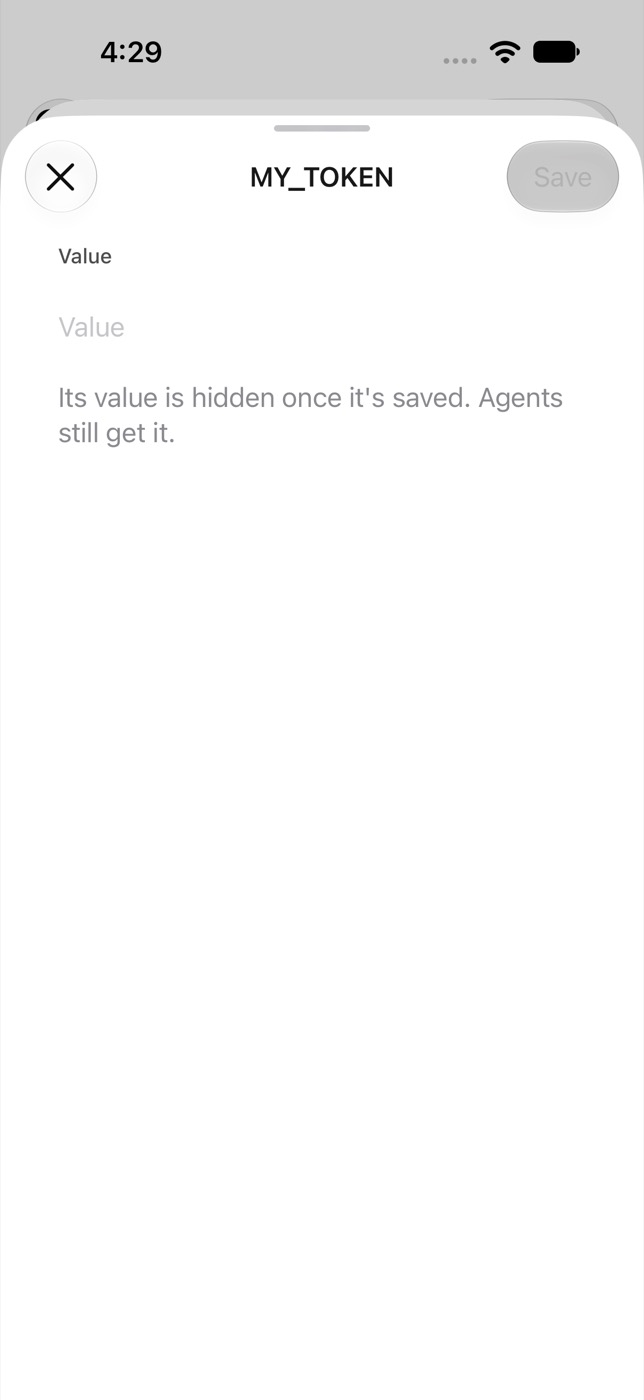 4:29
MY_TOKEN
Save
Value
Value
Its value is hidden once it's saved. Agents
still get it.